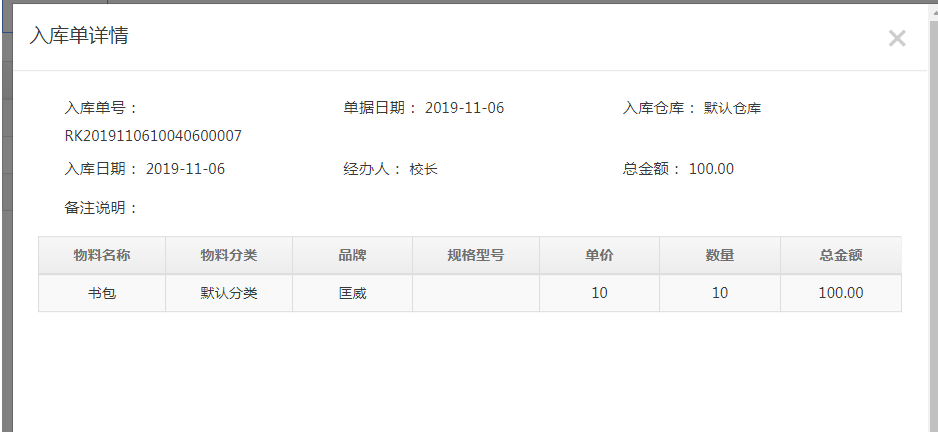 入库单详情
入库单号： 单据日期： 2019-11-06 入库仓库： 默认仓库
RK2019110610040600007
入库日期： 2019-11-06 经办人： 校长 总金额： 100.00
备注说明：
物料名称 物料分类 品牌 规格型号 单价 数量 总金额
书包 默认分类 匡威 10 10 100.00